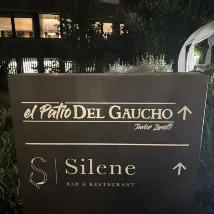 el Patio DEL GAUCHO
Javier Zanetti
S Silene
BAR & RESTAURANT